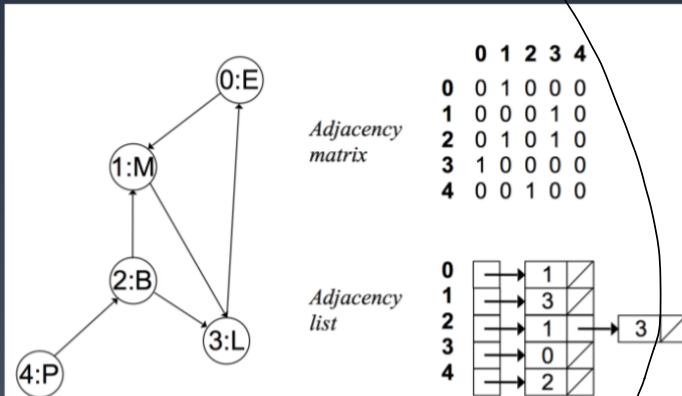 0:E
1:M
2:B
3:L
4:P
Adjacency
matrix
0 1 2 3 4
0 0 1 0 0 0
1 0 0 0 1 0
2 0 1 0 1 0
3 1 0 0 0 0
4 0 0 1 0 0
Adjacency
list
0 1
1 3
2 1 3
3 0
4 2